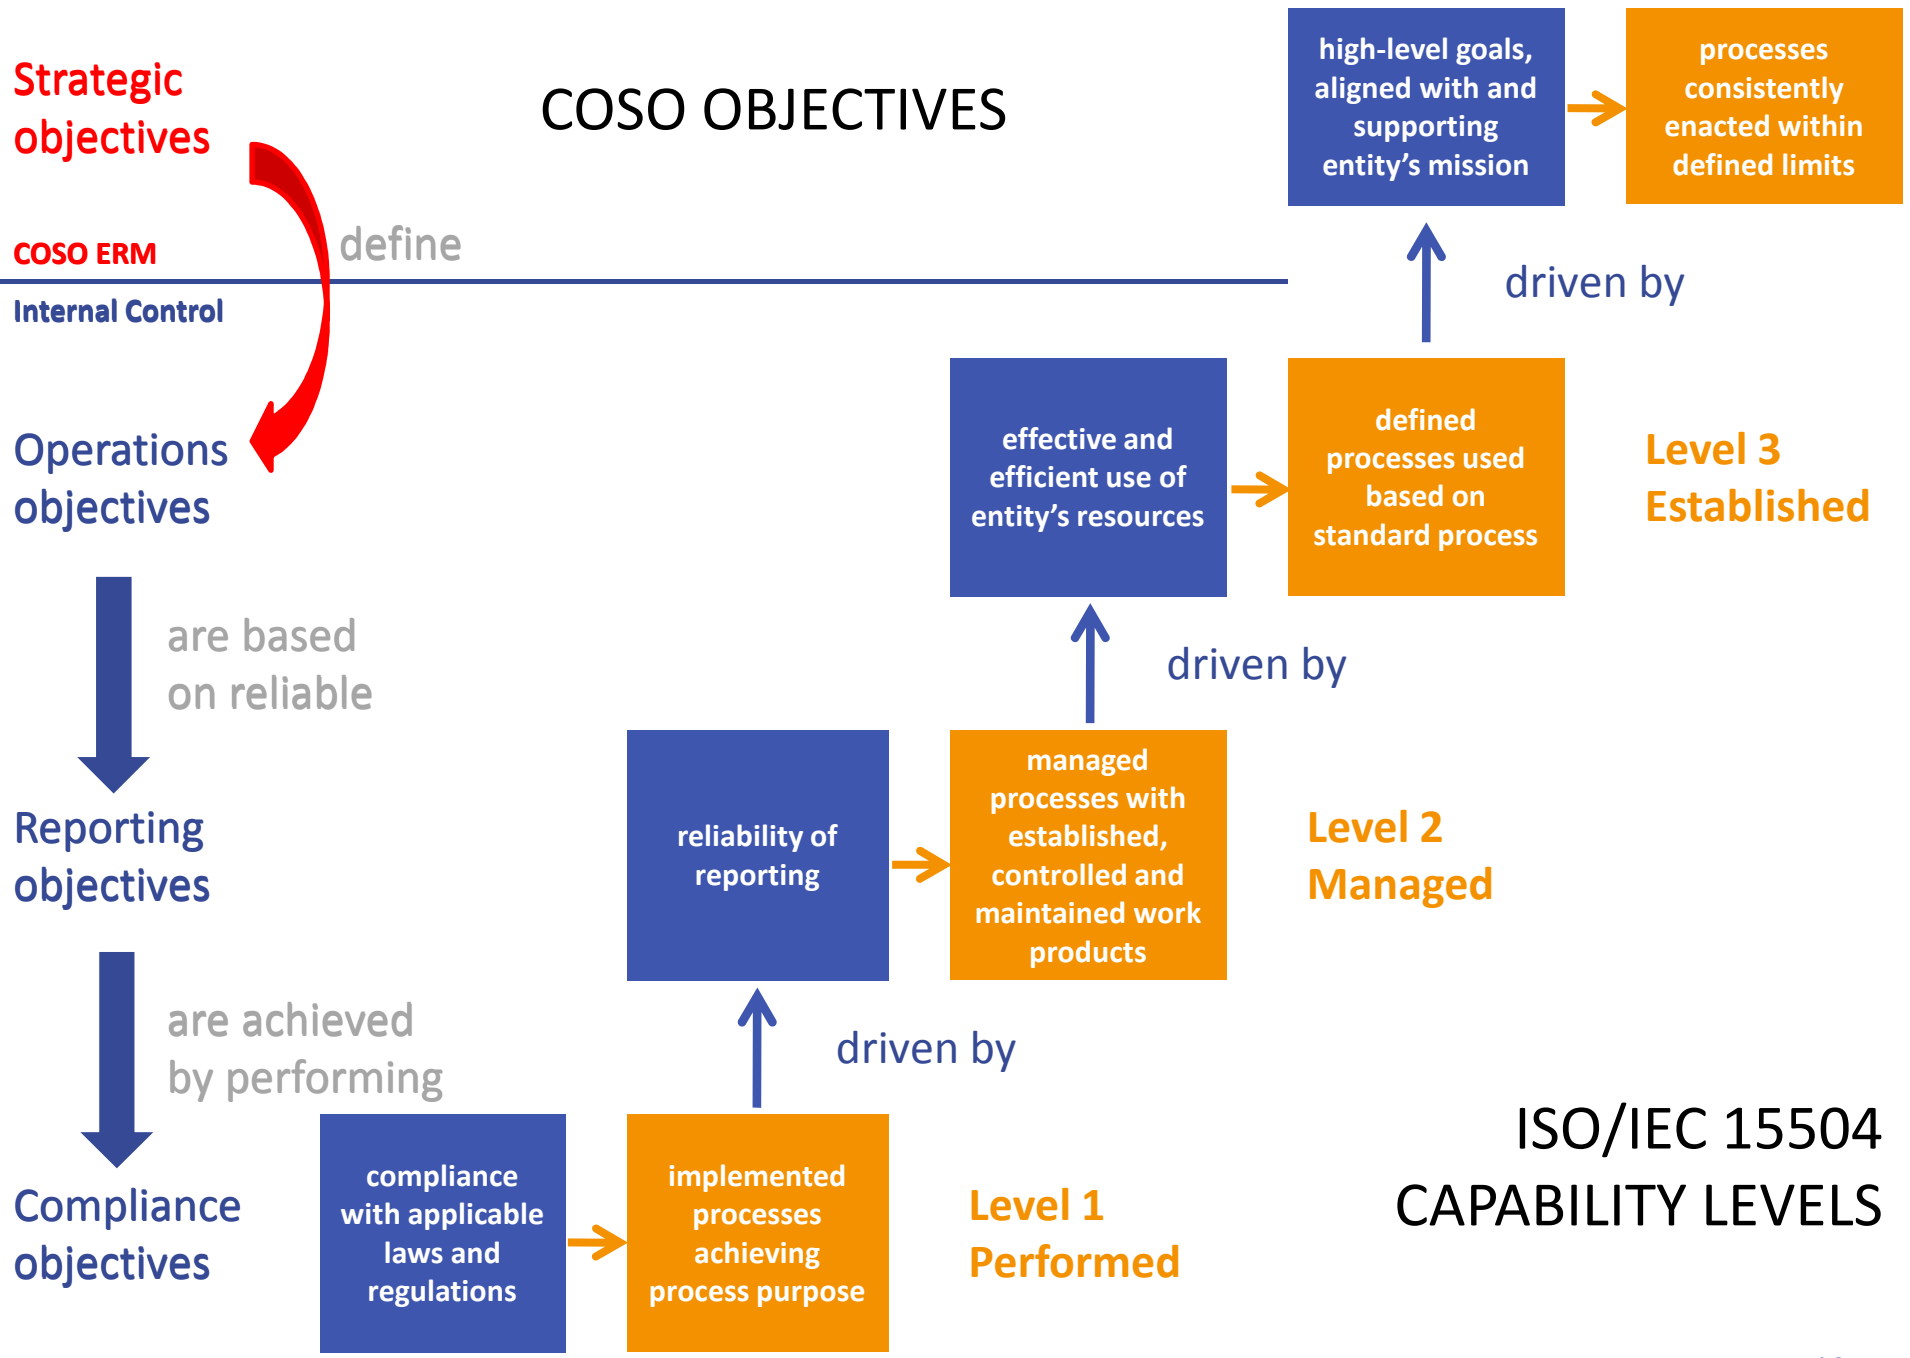 Strategic
objectives
COSO OBJECTIVES
high-level goals,
aligned with and
supporting
entity's mission
processes
consistently
enacted within
defined limits
define
COSO ERM
Internal Control
driven by
Operations
objectives
effective and
efficient use of
entity's resources
defined
processes used
based on
standard process
Level 3
Established
are based
on reliable
driven by
Reporting
objectives
reliability of
reporting
managed
processes with
established,
controlled and
maintained work
products
Level 2
Managed
are achieved
by performing
driven by
Compliance
objectives
compliance
with applicable
laws and
regulations
implemented
processes
achieving
process purpose
Level 1
Performed
ISO/IEC 15504
CAPABILITY LEVELS